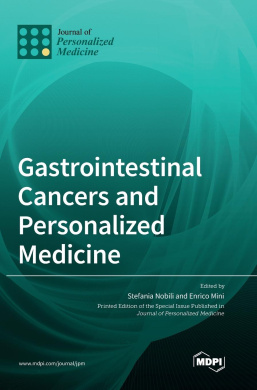 Journal of
Personalized
Medicine
Gastrointestinal
Cancers and
Personalized
Medicine
Edited by
Stefania Nobili and Enrico Mini
Printed Edition of the Special Issue Published in
Journal of Personalized Medicine
www.mdpi.com/journal/jpm
MDPI